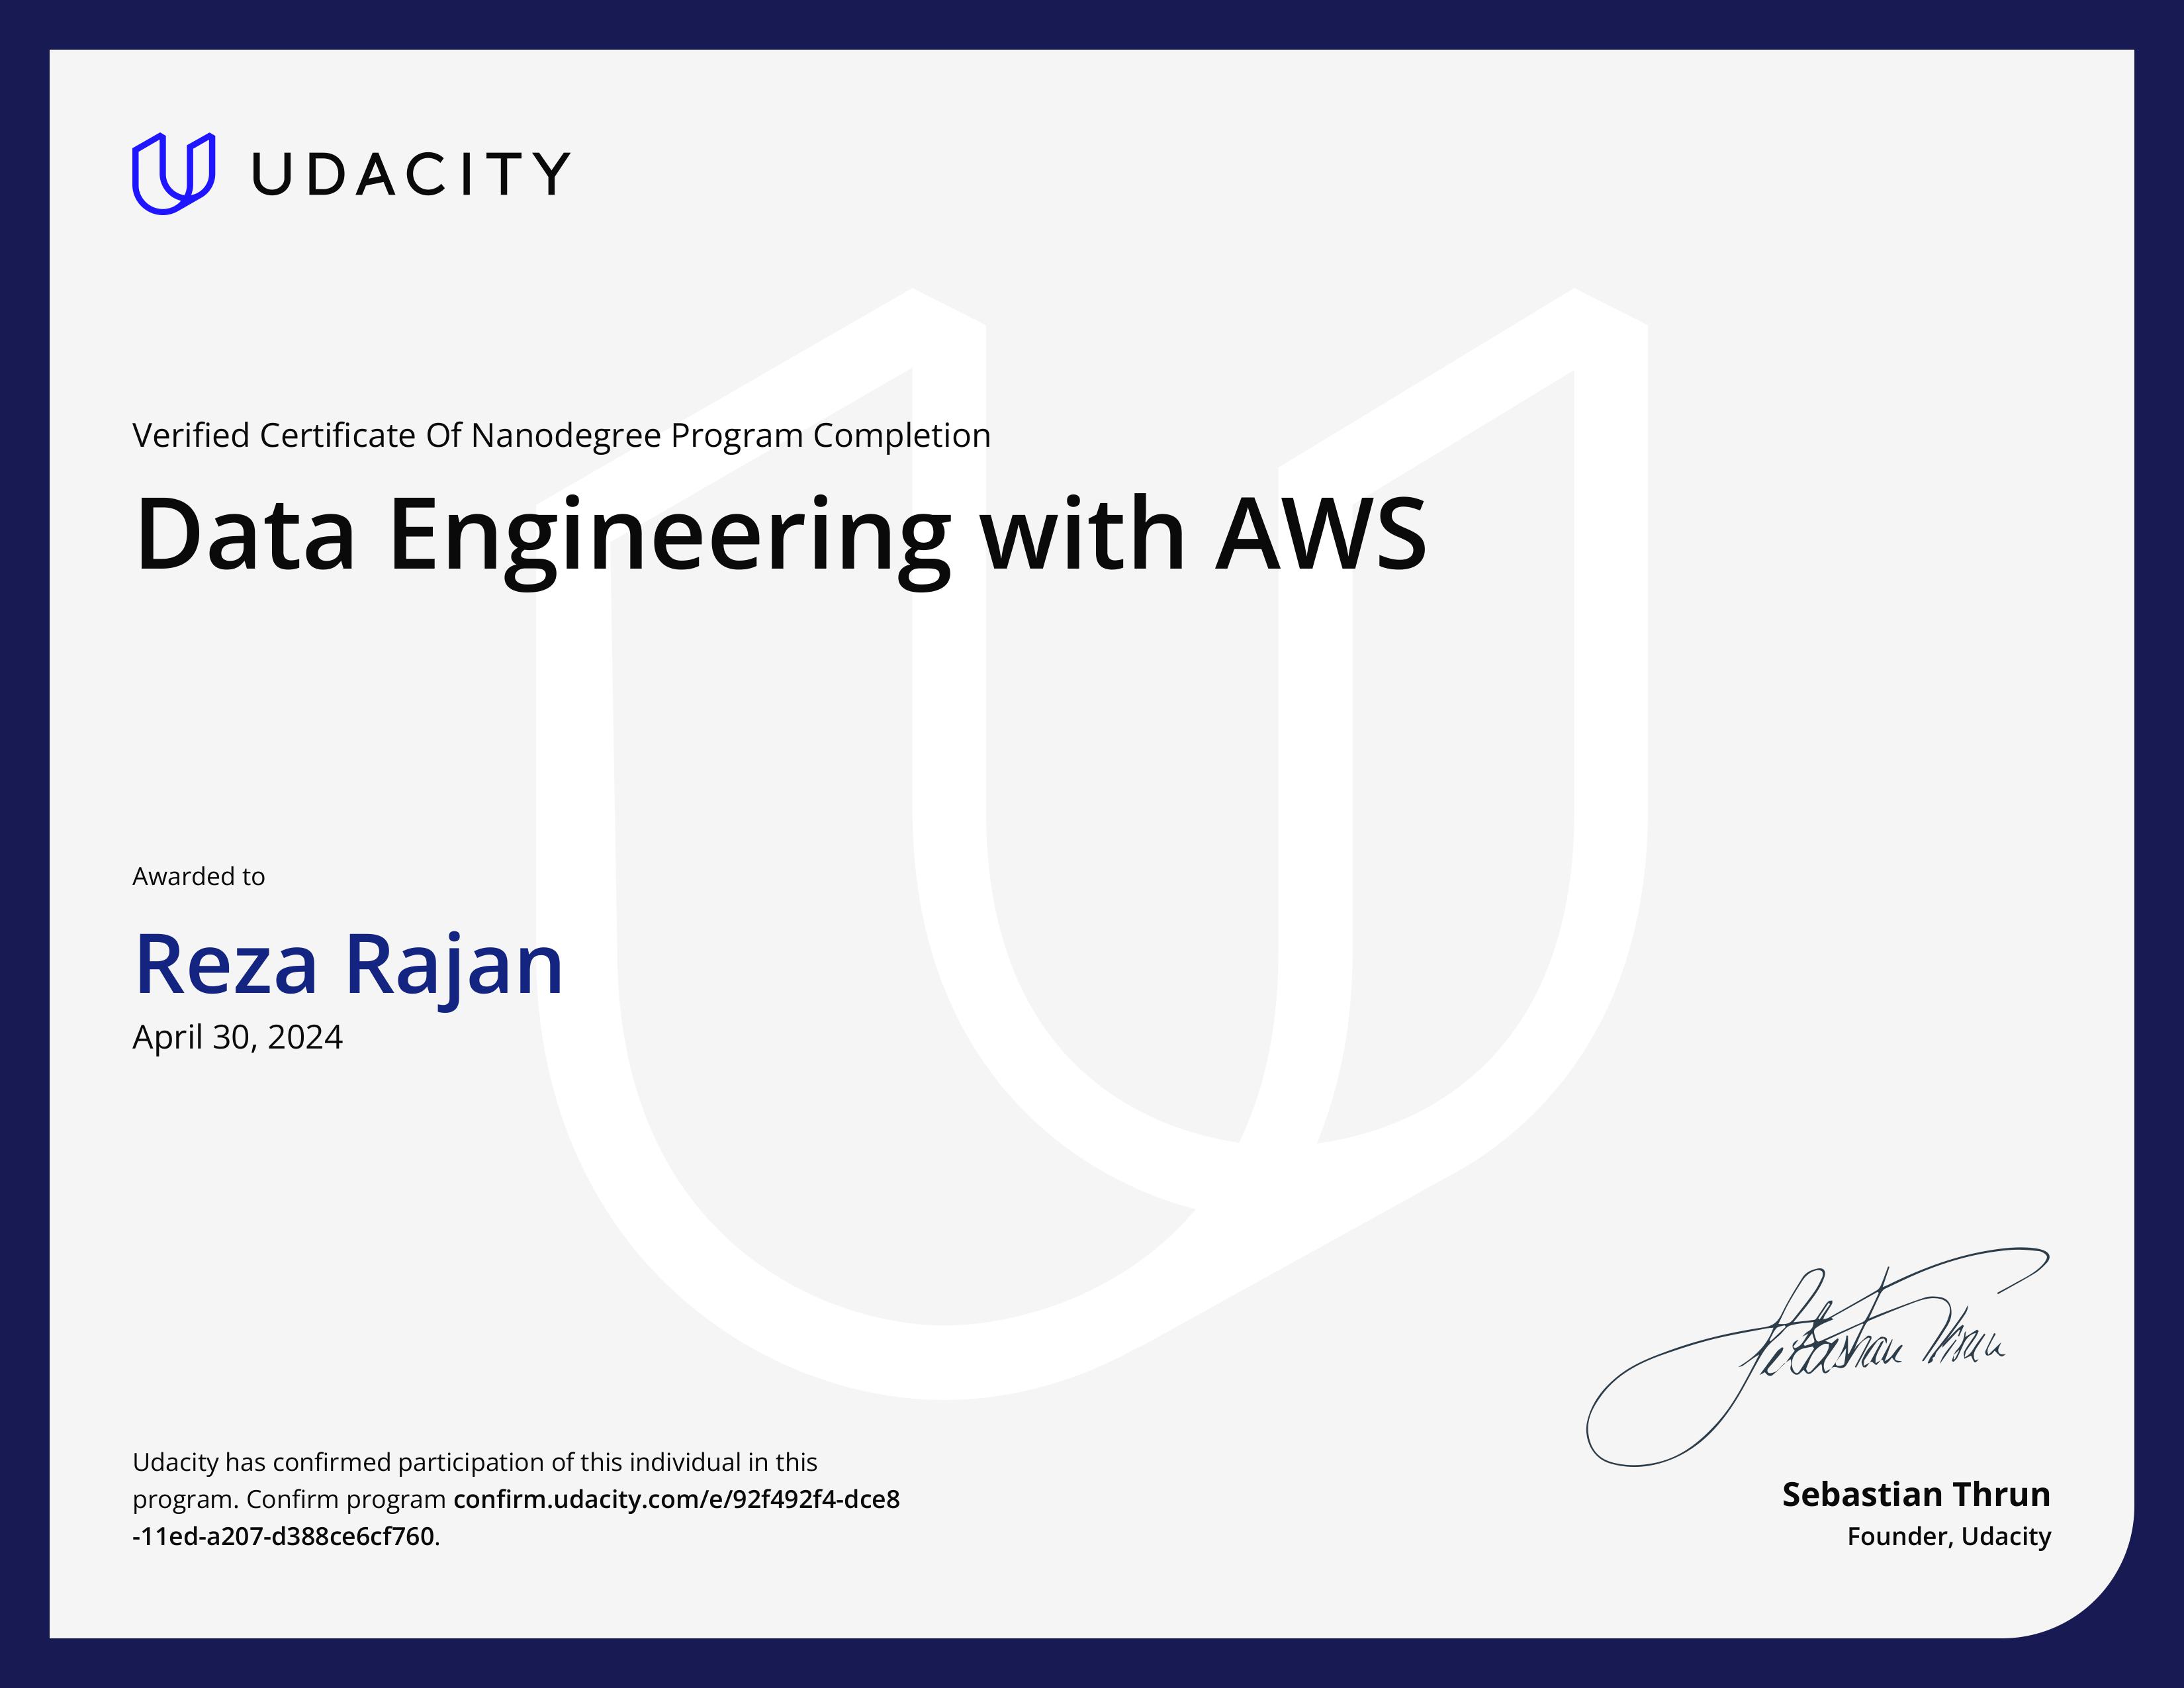 UDACITY
Verified Certificate Of Nanodegree Program Completion
Data Engineering with AWS
Awarded to
Reza Rajan
April 30, 2024
Sebastian Thrun
Udacity has confirmed participation of this individual in this
program. Confirm program confirm.udacity.com/e/92f492f4-dce8
-11ed-a207-d388ce6cf760.
Sebastian Thrun
Founder, Udacity